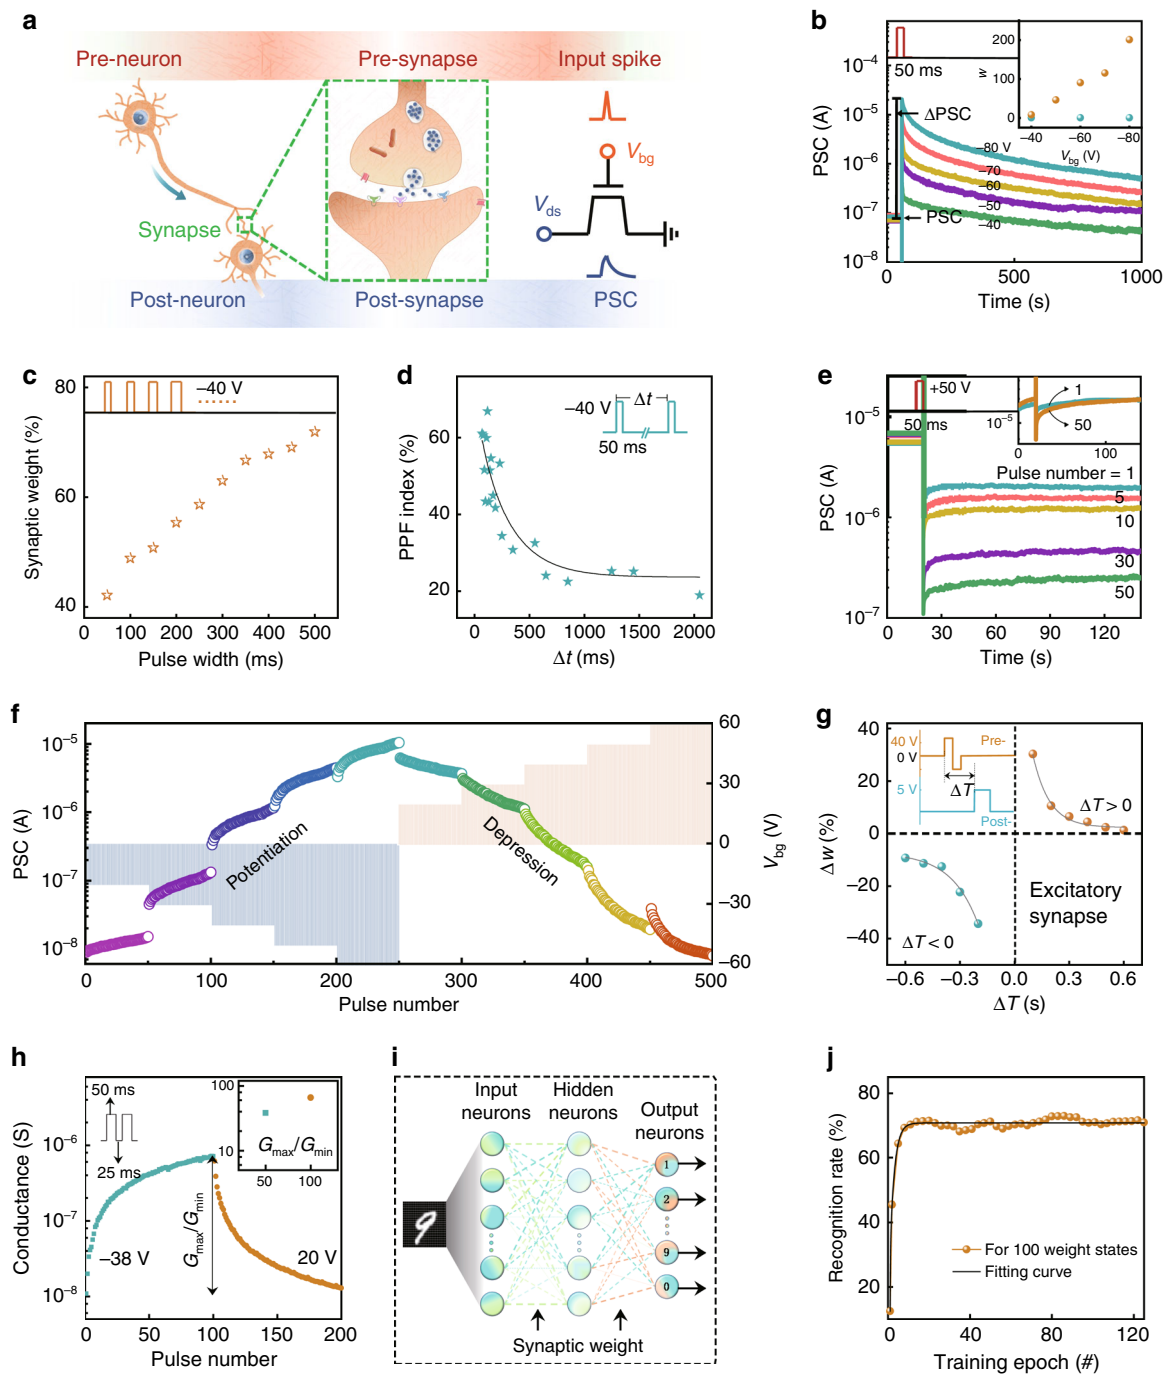 a
Pre-neuron
Pre-synapse
Input spike
Synapse
V_bg
V_ds
Post-neuron
Post-synapse
PSC
b
PSC (A)
10⁻⁴
10⁻⁵
10⁻⁶
10⁻⁷
10⁻⁸
50 ms
ΔPSC
PSC
w
200
100
0
−40
−60
−80
V_bg (V)
−80 V
−70
−60
−50
−40
0
500
1000
Time (s)
c
Synaptic weight (%)
80
60
40
−40 V
0 100 200 300 400 500
Pulse width (ms)
d
PPF index (%)
60
40
20
−40 V
Δt
50 ms
0 500 1000 1500 2000
Δt (ms)
e
PSC (A)
10⁻⁵
10⁻⁶
10⁻⁷
+50 V
50 ms
10⁻⁵
1
50
0
100
Pulse number = 1
5
10
30
50
0 30 60 90 120
Time (s)
f
PSC (A)
10⁻⁵
10⁻⁶
10⁻⁷
10⁻⁸
Potentiation
Depression
60
30
0
−30
−60
V_bg (V)
0 100 200 300 400 500
Pulse number
g
Δw (%)
40
20
0
−20
−40
40 V
0 V
Pre-
ΔT
5 V
Post-
ΔT > 0
Excitatory
synapse
ΔT < 0
−0.6 −0.3 0.0 0.3 0.6
ΔT (s)
h
Conductance (S)
10⁻⁶
10⁻⁷
10⁻⁸
50 ms
25 ms
100
10
G_max/G_min
50 100
G_max/G_min
−38 V
20 V
0 50 100 150 200
Pulse number
i
Input
neurons
Hidden
neurons
Output
neurons
9
1
2
9
0
Synaptic weight
j
Recognition rate (%)
80
60
40
20
For 100 weight states
Fitting curve
0 40 80 120
Training epoch (#)